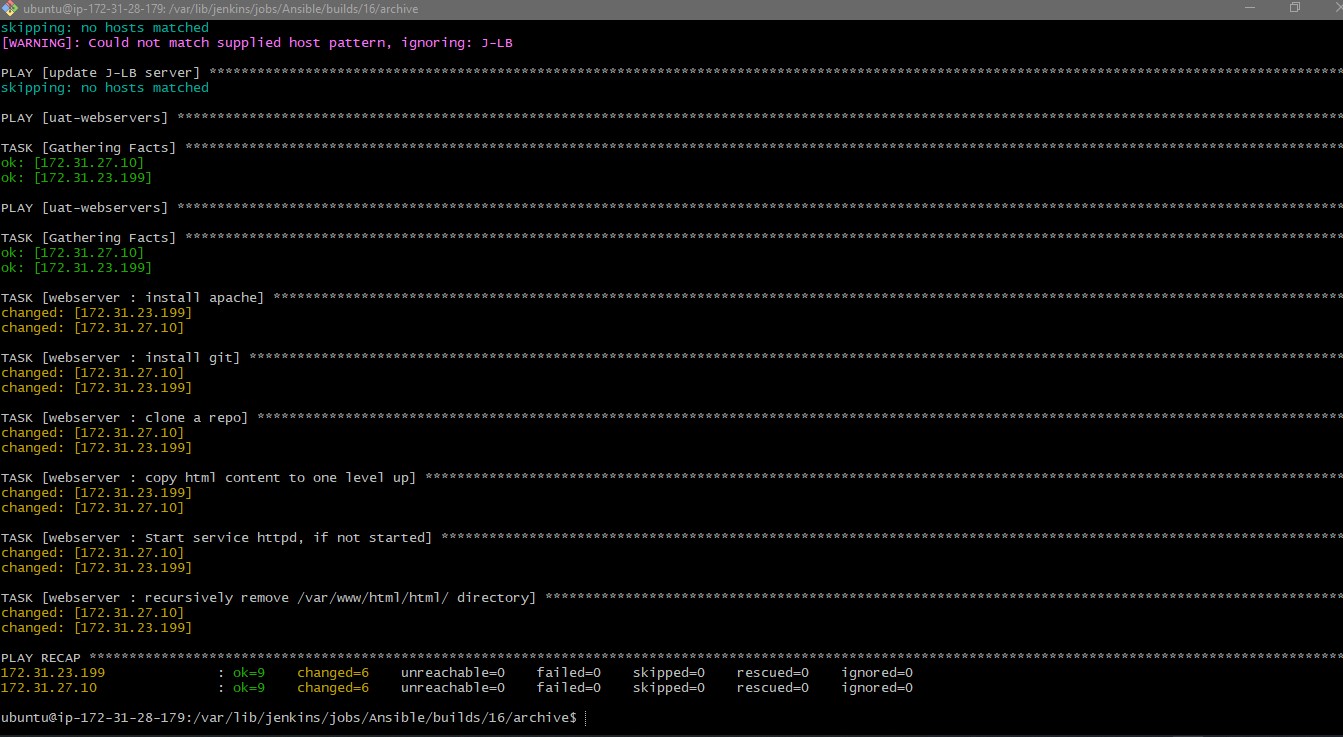 ubuntu@ip-172-31-28-179: /var/lib/jenkins/jobs/Ansible/builds/16/archive
skipping: no hosts matched
[WARNING]: Could not match supplied host pattern, ignoring: J-LB
PLAY [update J-LB server] **********************************************************************************************************************************************
skipping: no hosts matched
PLAY [uat-webservers] **************************************************************************************************************************************************
TASK [Gathering Facts] *************************************************************************************************************************************************
ok: [172.31.27.10]
ok: [172.31.23.199]
PLAY [uat-webservers] **************************************************************************************************************************************************
TASK [Gathering Facts] *************************************************************************************************************************************************
ok: [172.31.27.10]
ok: [172.31.23.199]
TASK [webserver : install apache] **************************************************************************************************************************************
changed: [172.31.23.199]
changed: [172.31.27.10]
TASK [webserver : install git] *****************************************************************************************************************************************
changed: [172.31.27.10]
changed: [172.31.23.199]
TASK [webserver : clone a repo] ****************************************************************************************************************************************
changed: [172.31.27.10]
changed: [172.31.23.199]
TASK [webserver : copy html content to one level up] *******************************************************************************************************************
changed: [172.31.23.199]
changed: [172.31.27.10]
TASK [webserver : Start service httpd, if not started] *****************************************************************************************************************
changed: [172.31.27.10]
changed: [172.31.23.199]
TASK [webserver : recursively remove /var/www/html/html/ directory] ****************************************************************************************************
changed: [172.31.27.10]
changed: [172.31.23.199]
PLAY RECAP *************************************************************************************************************************************************************
172.31.23.199              : ok=9    changed=6    unreachable=0    failed=0    skipped=0    rescued=0    ignored=0
172.31.27.10               : ok=9    changed=6    unreachable=0    failed=0    skipped=0    rescued=0    ignored=0
ubuntu@ip-172-31-28-179:/var/lib/jenkins/jobs/Ansible/builds/16/archive$